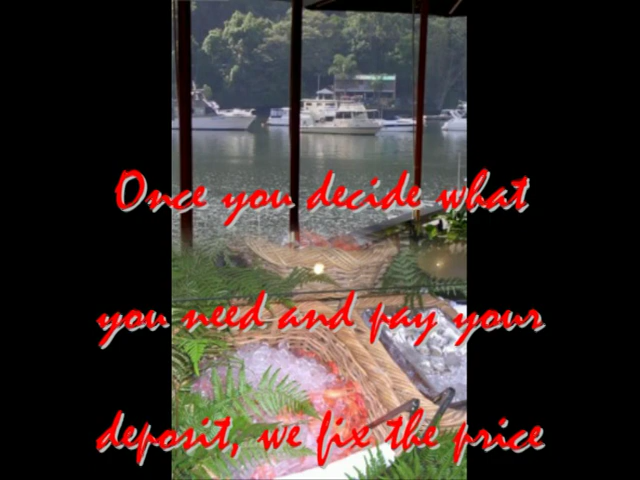 Once you decide what
you need and pay your
deposit, we fix the price